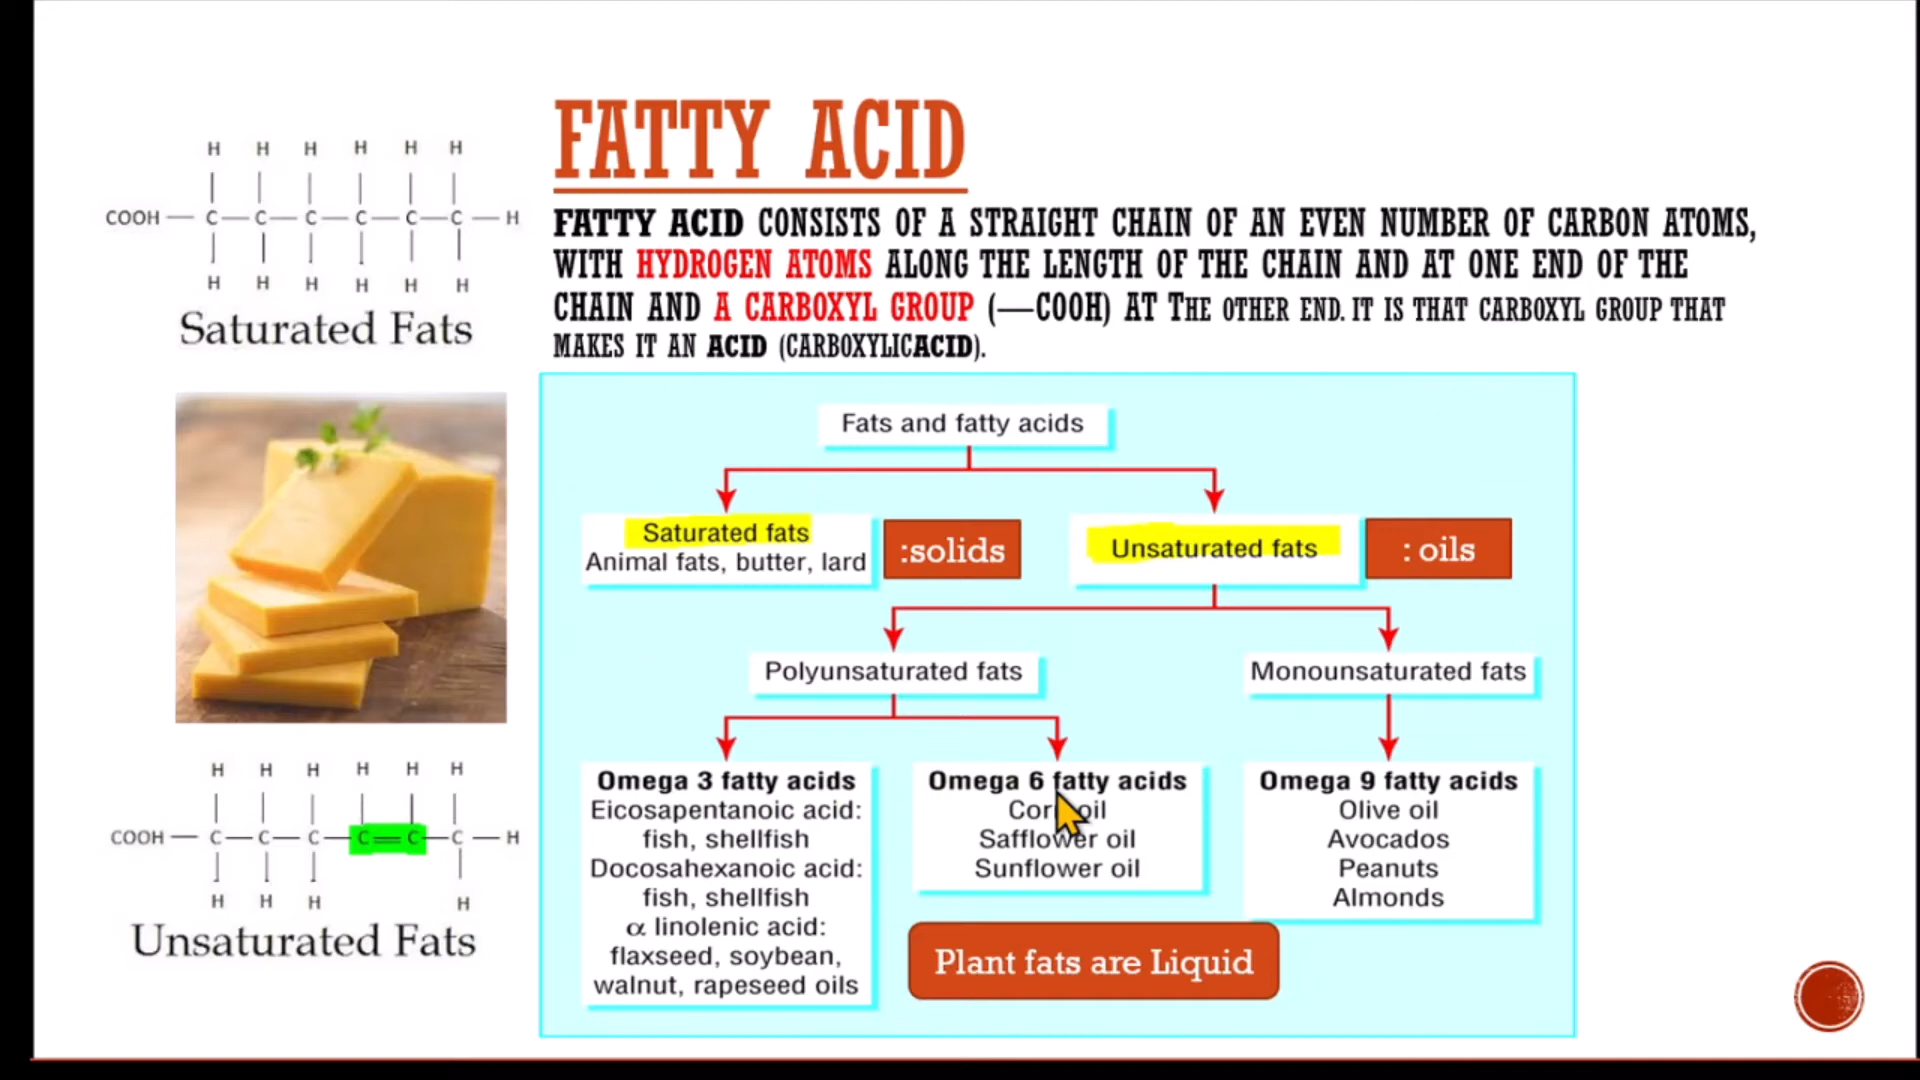 FATTY ACID
FATTY ACID CONSISTS OF A STRAIGHT CHAIN OF AN EVEN NUMBER OF CARBON ATOMS,
WITH HYDROGEN ATOMS ALONG THE LENGTH OF THE CHAIN AND AT ONE END OF THE
CHAIN AND A CARBOXYL GROUP (—COOH) AT THE OTHER END. IT IS THAT CARBOXYL GROUP THAT
MAKES IT AN ACID (CARBOXYLICACID).
H H H H H H
COOH — C — C — C — C — C — C — H
H H H H H H
Saturated Fats
H H H H H H
COOH — C — C — C — C = C — C — H
H H H H
Unsaturated Fats
Fats and fatty acids
Saturated fats
Animal fats, butter, lard
:solids
Unsaturated fats
: oils
Polyunsaturated fats
Monounsaturated fats
Omega 3 fatty acids
Eicosapentanoic acid:
fish, shellfish
Docosahexanoic acid:
fish, shellfish
α linolenic acid:
flaxseed, soybean,
walnut, rapeseed oils
Omega 6 fatty acids
Corn oil
Safflower oil
Sunflower oil
Omega 9 fatty acids
Olive oil
Avocados
Peanuts
Almonds
Plant fats are Liquid